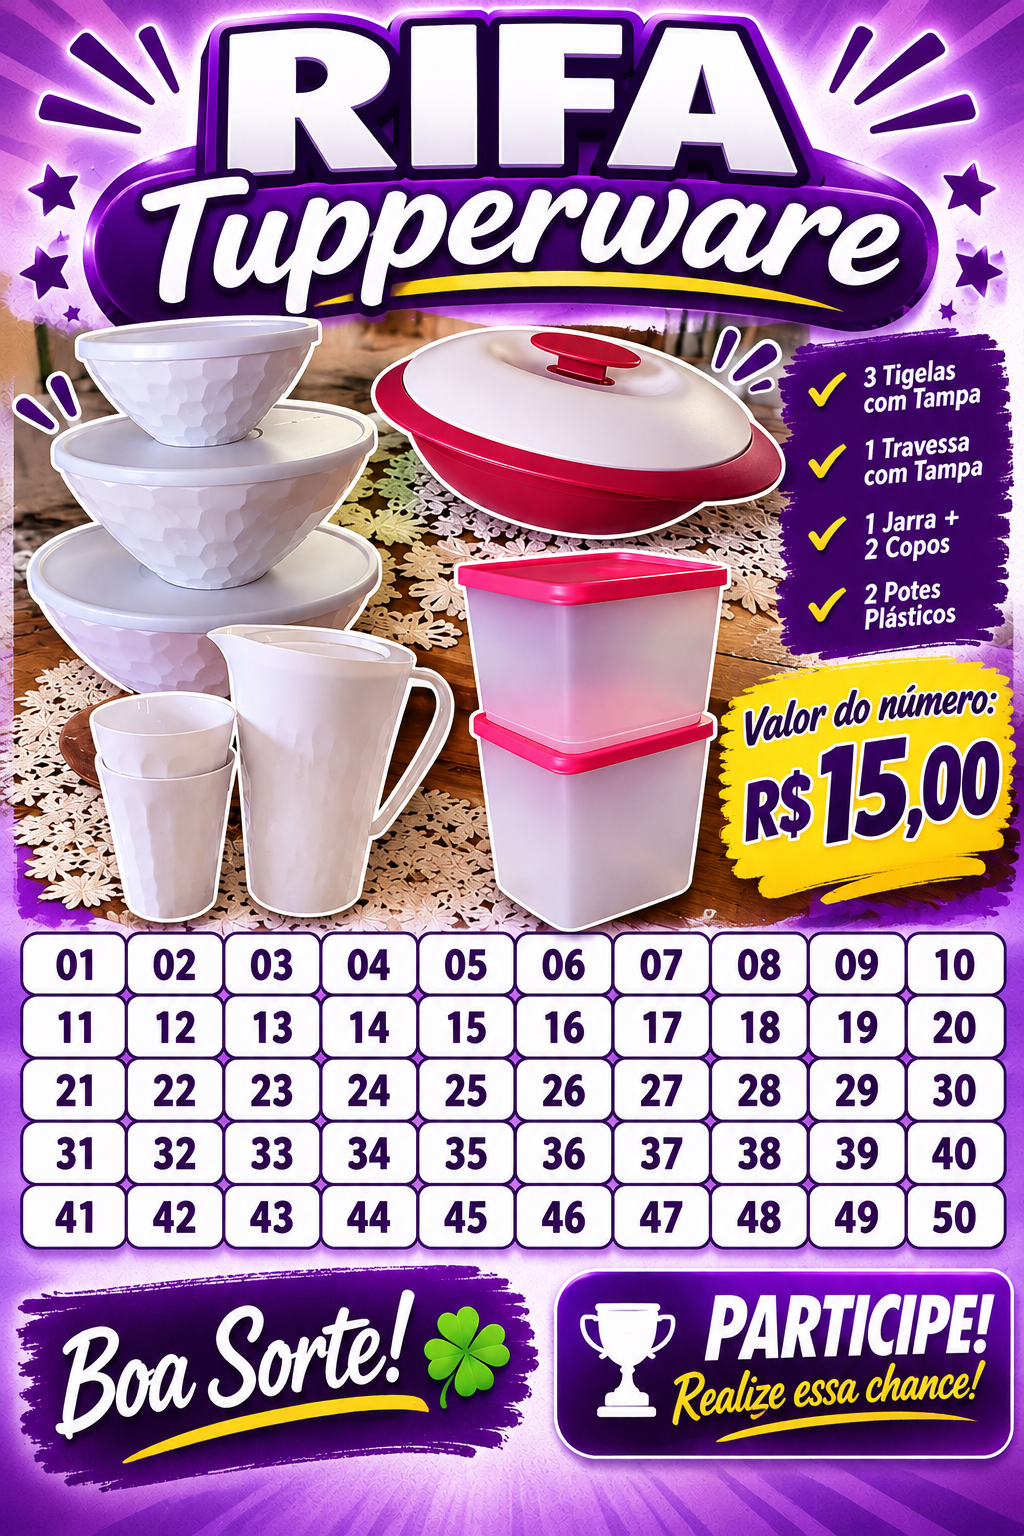 RIFA
Tupperware
3 Tigelas
com Tampa
1 Travessa
com Tampa
1 Jarra +
2 Copos
2 Potes
Plásticos
Valor do número:
R$ 15,00
01 02 03 04 05 06 07 08 09 10
11 12 13 14 15 16 17 18 19 20
21 22 23 24 25 26 27 28 29 30
31 32 33 34 35 36 37 38 39 40
41 42 43 44 45 46 47 48 49 50
Boa Sorte!
PARTICIPE!
Realize essa chance!